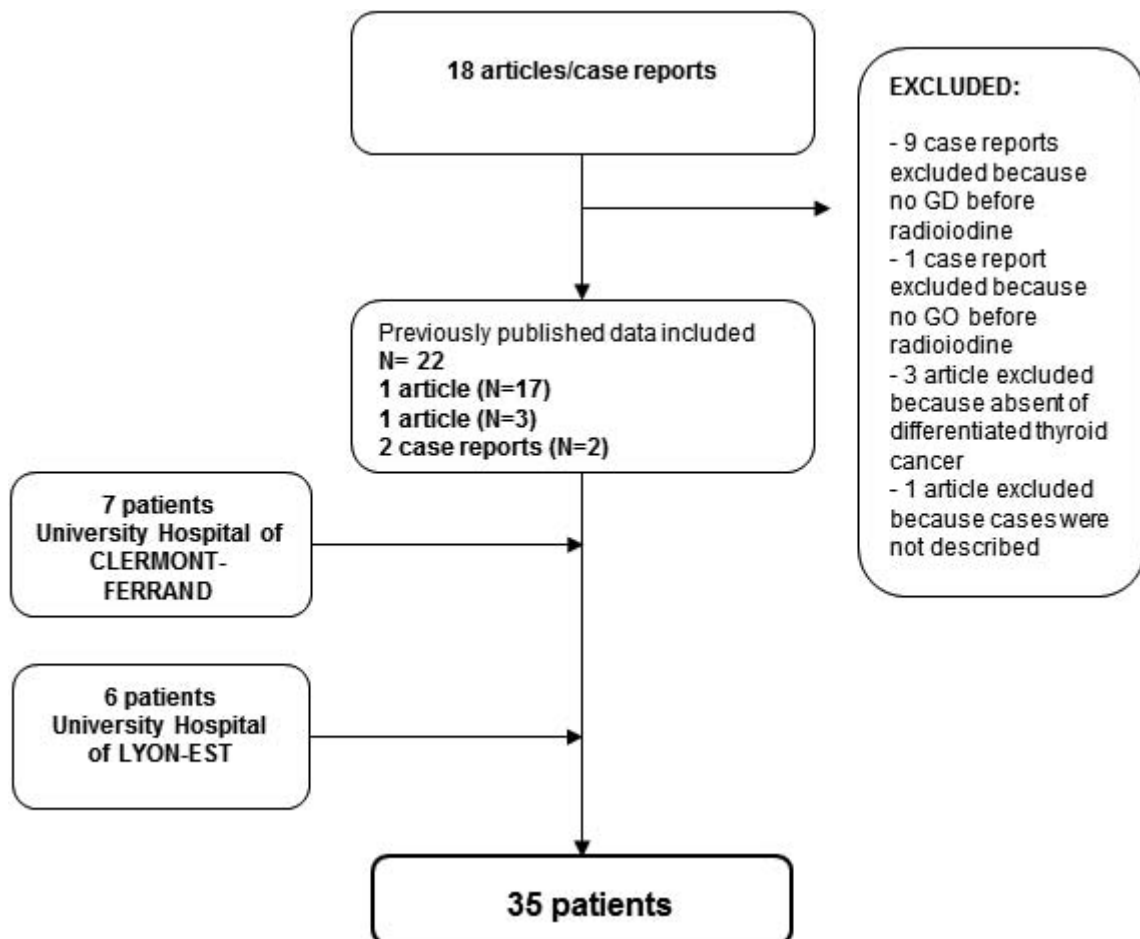 18 articles/case reports
EXCLUDED:
- 9 case reports
excluded because
no GD before
radioiodine
- 1 case report
excluded because
no GO before
radioiodine
- 3 article excluded
because absent of
differentiated thyroid
cancer
- 1 article excluded
because cases were
not described
Previously published data included
N= 22
1 article (N=17)
1 article (N=3)
2 case reports (N=2)
7 patients
University Hospital of
CLERMONT-
FERRAND
6 patients
University Hospital
of LYON-EST
35 patients